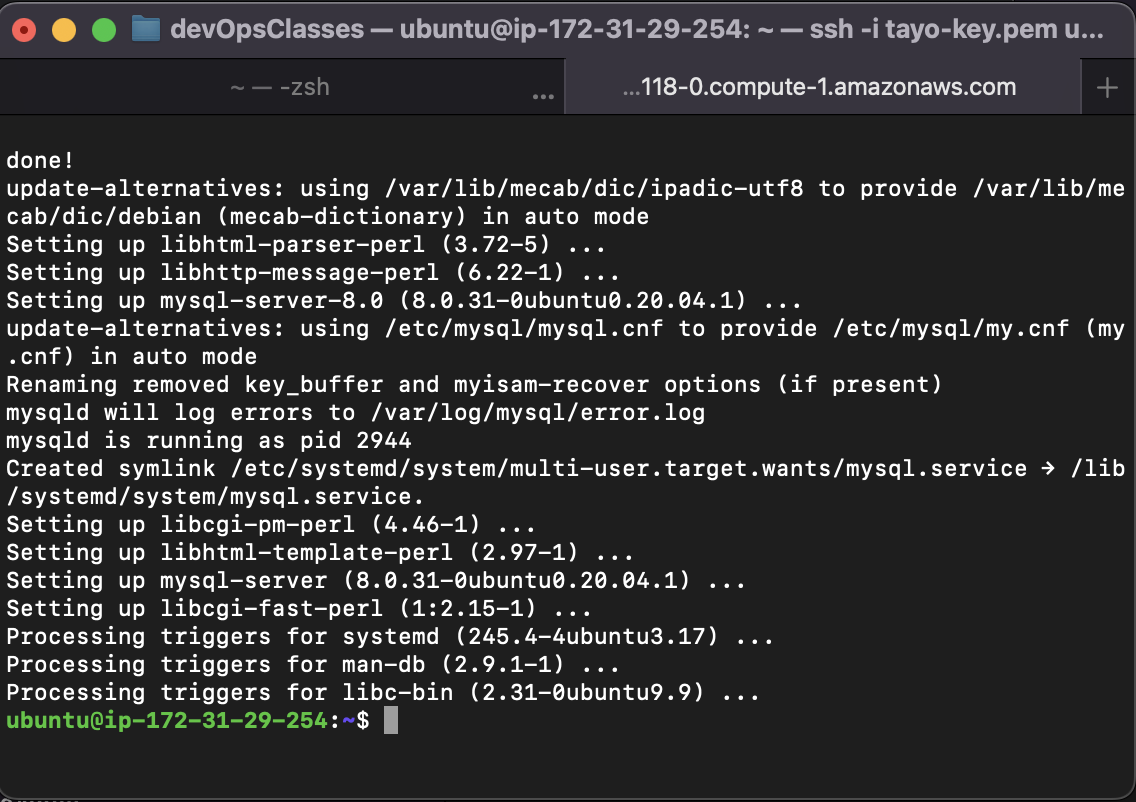 devOpsClasses — ubuntu@ip-172-31-29-254: ~ — ssh -i tayo-key.pem u...
~ — -zsh
...
...118-0.compute-1.amazonaws.com
+
done!
update-alternatives: using /var/lib/mecab/dic/ipadic-utf8 to provide /var/lib/me
cab/dic/debian (mecab-dictionary) in auto mode
Setting up libhtml-parser-perl (3.72-5) ...
Setting up libhttp-message-perl (6.22-1) ...
Setting up mysql-server-8.0 (8.0.31-0ubuntu0.20.04.1) ...
update-alternatives: using /etc/mysql/mysql.cnf to provide /etc/mysql/my.cnf (my
.cnf) in auto mode
Renaming removed key_buffer and myisam-recover options (if present)
mysqld will log errors to /var/log/mysql/error.log
mysqld is running as pid 2944
Created symlink /etc/systemd/system/multi-user.target.wants/mysql.service → /lib
/systemd/system/mysql.service.
Setting up libcgi-pm-perl (4.46-1) ...
Setting up libhtml-template-perl (2.97-1) ...
Setting up mysql-server (8.0.31-0ubuntu0.20.04.1) ...
Setting up libcgi-fast-perl (1:2.15-1) ...
Processing triggers for systemd (245.4-4ubuntu3.17) ...
Processing triggers for man-db (2.9.1-1) ...
Processing triggers for libc-bin (2.31-0ubuntu9.9) ...
ubuntu@ip-172-31-29-254:~$